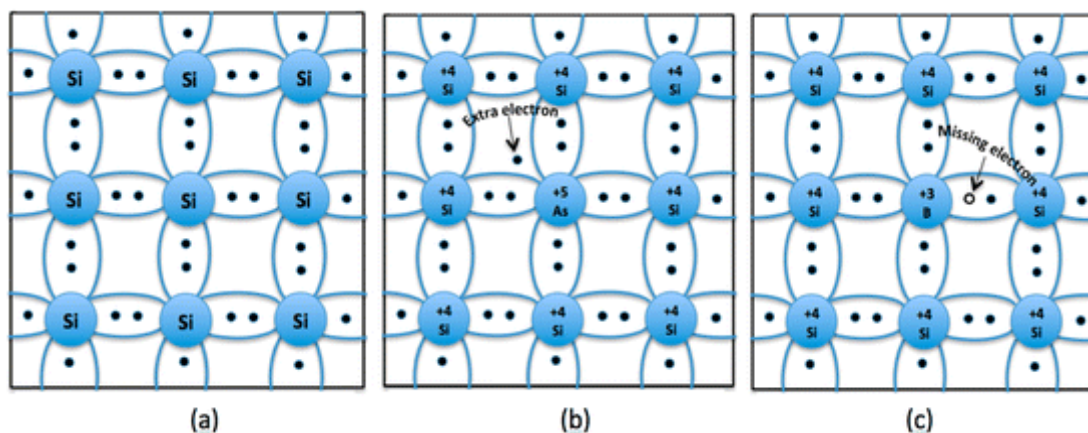 Si Si Si
Si Si Si
Si Si Si
(a)
+4 Si +4 Si +4 Si
Extra electron
+4 Si +5 As +4 Si
+4 Si +4 Si +4 Si
(b)
+4 Si +4 Si +4 Si
Missing electron
+4 Si +3 B +4 Si
+4 Si +4 Si +4 Si
(c)